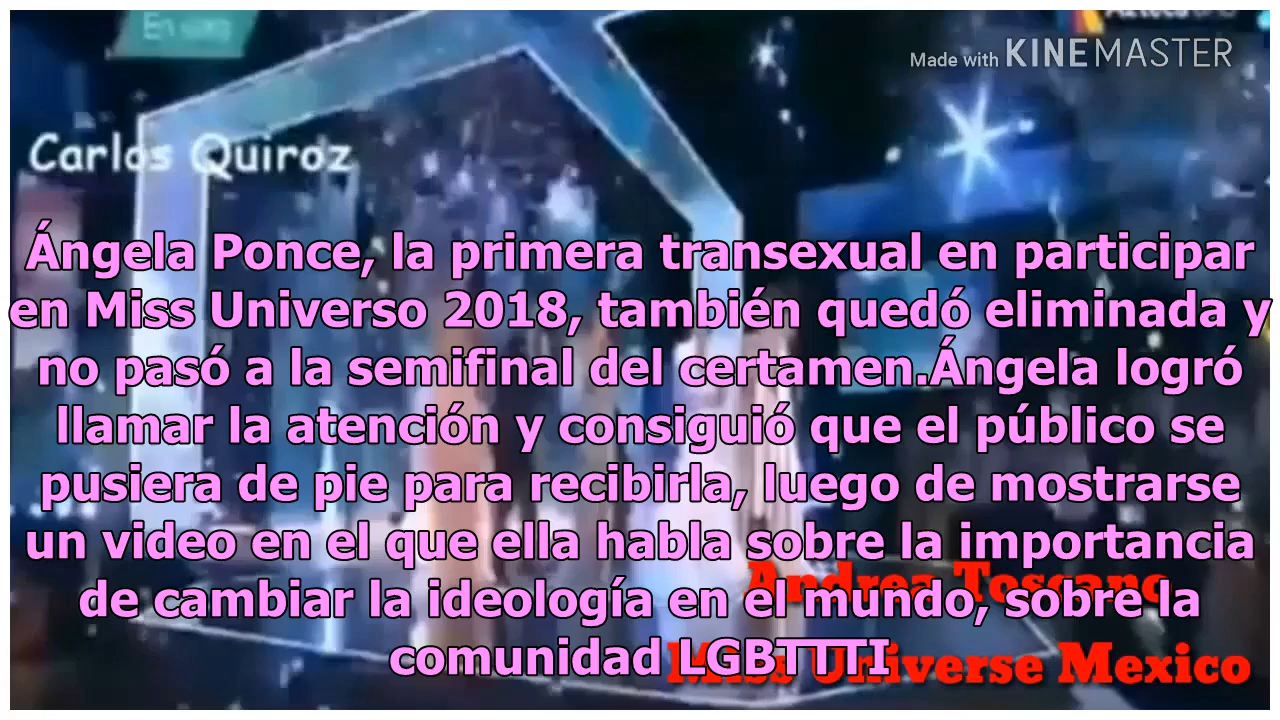 En vivo
Made with KINEMASTER
Carlos Quiroz
Ángela Ponce, la primera transexual en participar
en Miss Universo 2018, también quedó eliminada y
no pasó a la semifinal del certamen.Ángela logró
llamar la atención y consiguió que el público se
pusiera de pie para recibirla, luego de mostrarse
un video en el que ella habla sobre la importancia
de cambiar la ideología en el mundo, sobre la
comunidad LGBTTTI
Andrea Toscano
Miss Universe Mexico